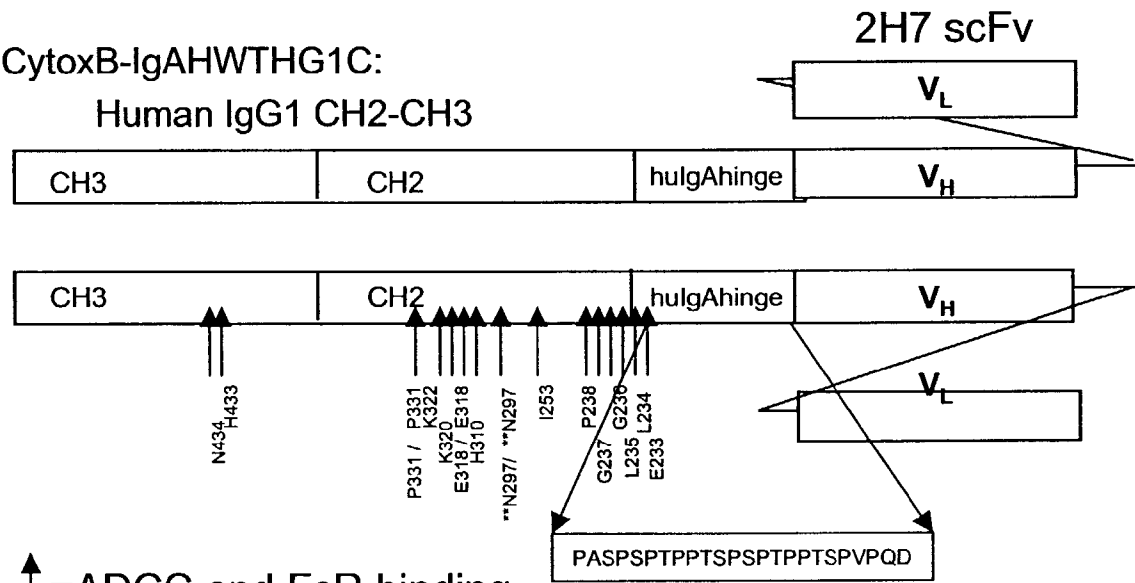 2H7 scFv
CytoxB-IgAHWTHG1C:
Human IgG1 CH2-CH3
VL
CH3 CH2 huIgAhinge VH
CH3 CH2 huIgAhinge VH
N434
H433
P331 / P331
K322
K320
E318 / E318
H310
**N297/ **N297
I253
P238
G237
G236
L235
L234
E233
VL
PASPSPTPPTSPSPTPPTSPVPQD
=ADCC and FcR binding